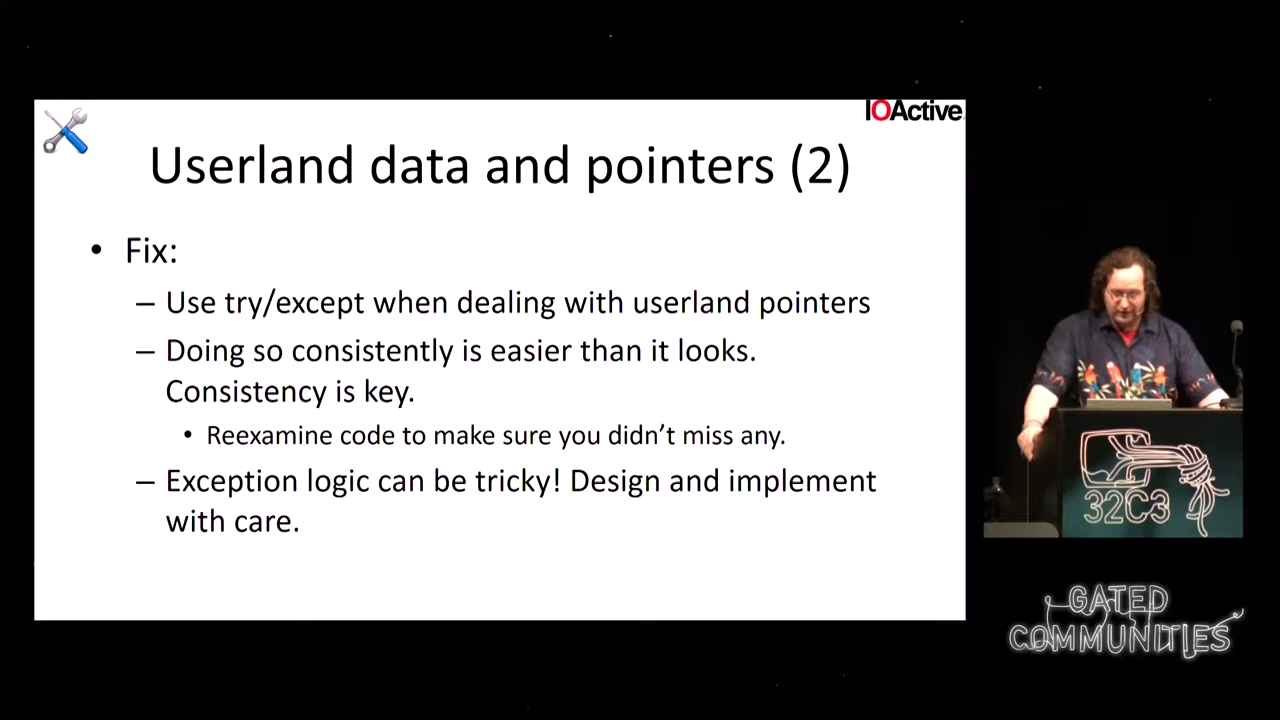 IOActive
Userland data and pointers (2)
• Fix:
– Use try/except when dealing with userland pointers
– Doing so consistently is easier than it looks.
Consistency is key.
• Reexamine code to make sure you didn’t miss any.
– Exception logic can be tricky! Design and implement
with care.
32C3
GATED
COMMUNITIES